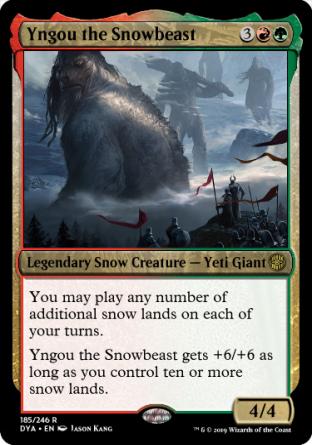 Yngou the Snowbeast 3
Legendary Snow Creature — Yeti Giant
You may play any number of
additional snow lands on each of
your turns.
Yngou the Snowbeast gets +6/+6 as
long as you control ten or more
snow lands.
4/4
185/246 R
DYA • EN JASON KANG
™ & © 2019 Wizards of the Coast